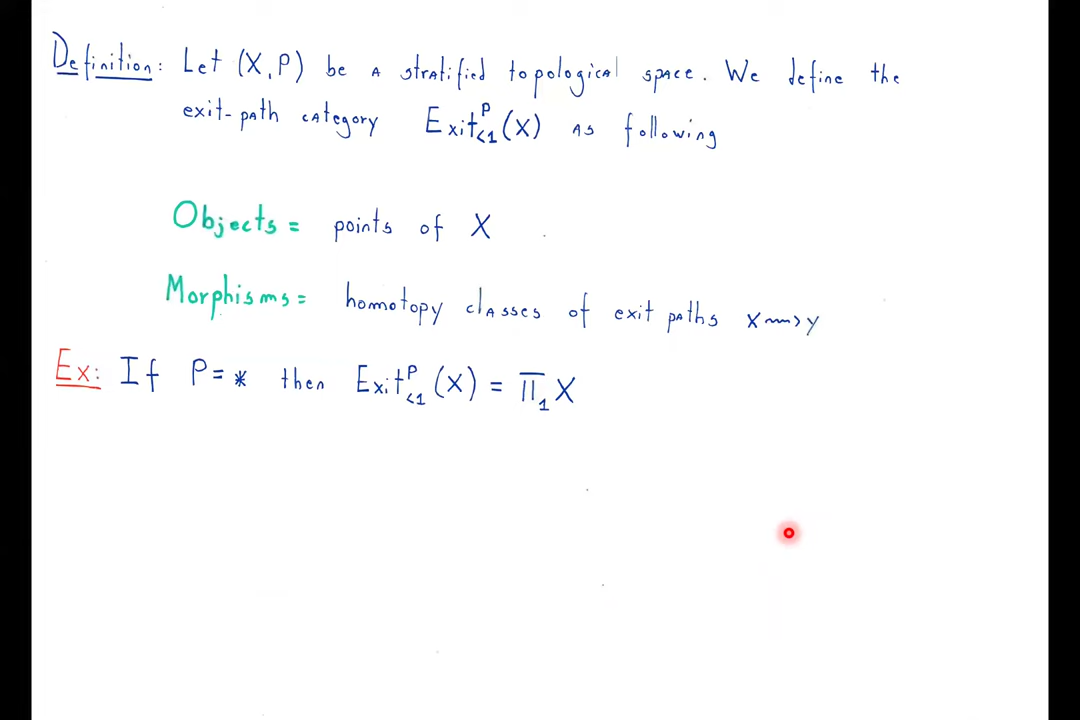 Definition: Let (X,P) be a stratified topological space. We define the
exit-path category Exit^P_{<1}(X) as following
Objects = points of X
Morphisms = homotopy classes of exit paths x⇝y
Ex: If P=* then Exit^P_{<1}(X) = Π_1 X